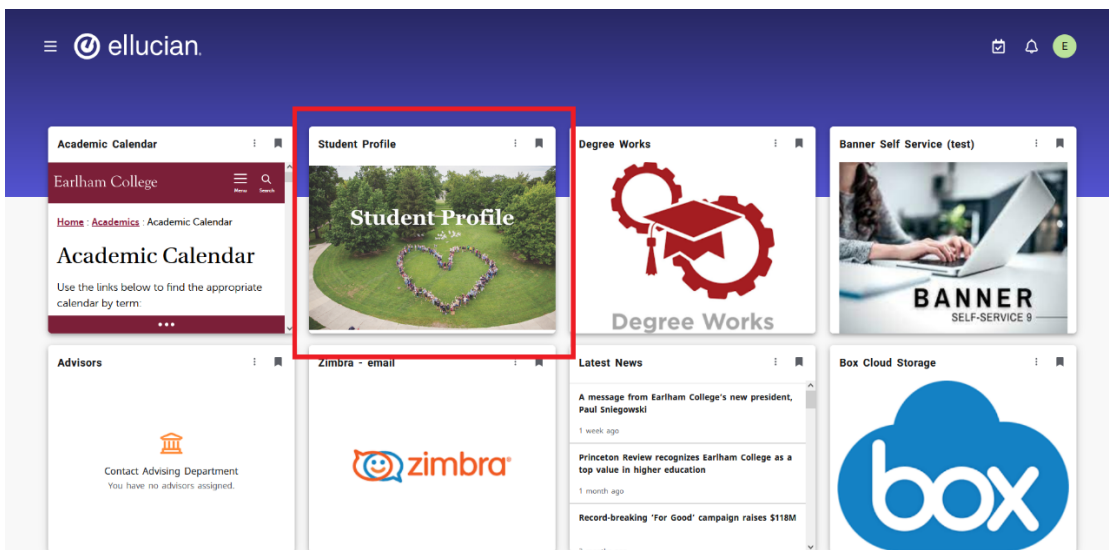 ellucian.
E
Academic Calendar
Earlham College
Menu
Search
Home : Academics : Academic Calendar
Academic Calendar
Use the links below to find the appropriate
calendar by term:
Student Profile
Student Profile
Degree Works
Degree Works
Banner Self Service (test)
BANNER
SELF-SERVICE 9
Advisors
Contact Advising Department
You have no advisors assigned.
Zimbra - email
zimbra
Latest News
A message from Earlham College's new president,
Paul Sniegowski
1 week ago
Princeton Review recognizes Earlham College as a
top value in higher education
1 month ago
Record-breaking 'For Good' campaign raises $118M
Box Cloud Storage
box